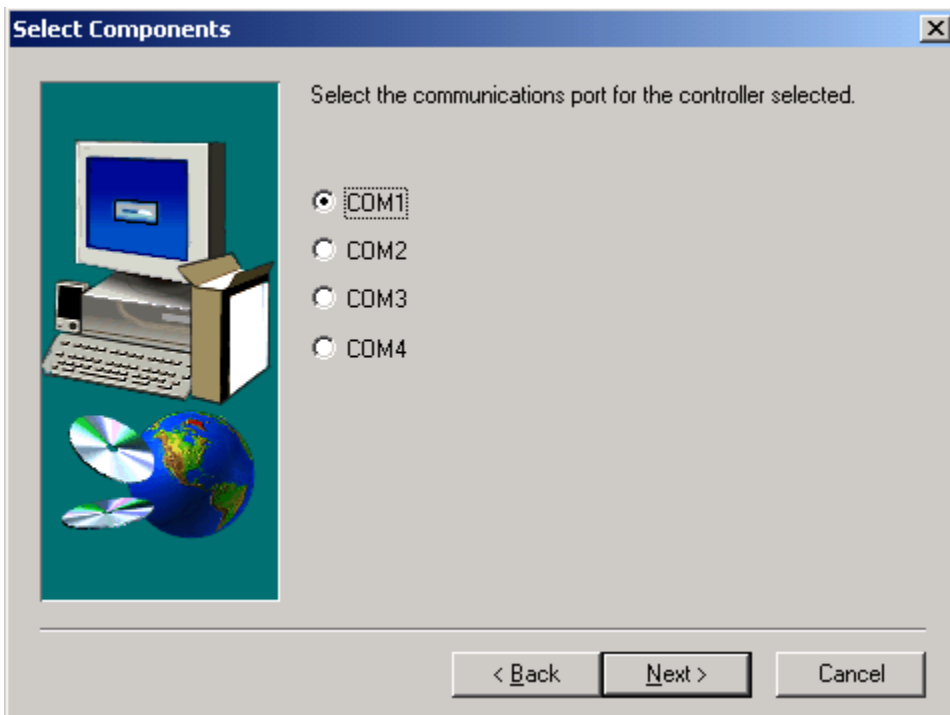 Select Components
Select the communications port for the controller selected.
COM1
COM2
COM3
COM4
< Back
Next >
Cancel